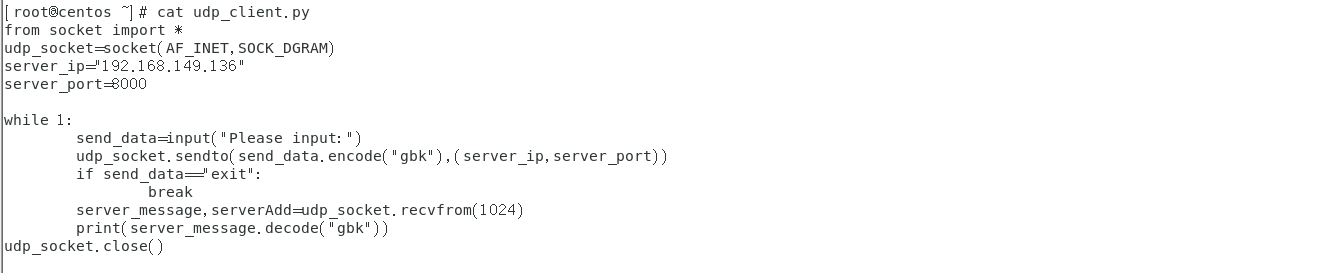 [root@centos ~]# cat udp_client.py
from socket import *
udp_socket=socket(AF_INET,SOCK_DGRAM)
server_ip="192.168.149.136"
server_port=8000

while 1:
        send_data=input("Please input:")
        udp_socket.sendto(send_data.encode("gbk"),(server_ip,server_port))
        if send_data=="exit":
                break
        server_message,serverAdd=udp_socket.recvfrom(1024)
        print(server_message.decode("gbk"))
udp_socket.close()